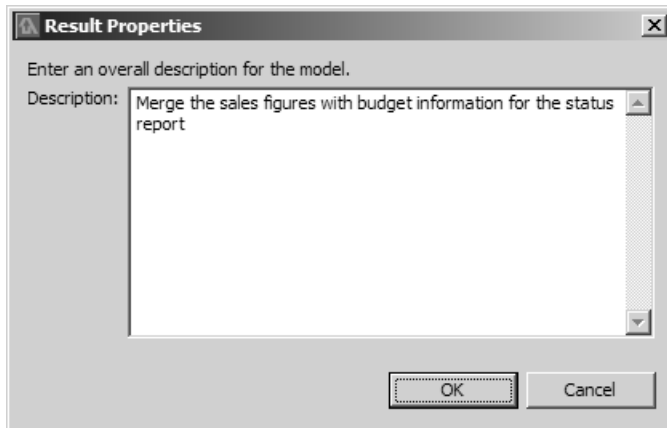 Result Properties
Enter an overall description for the model.
Description:
Merge the sales figures with budget information for the status
report
OK
Cancel